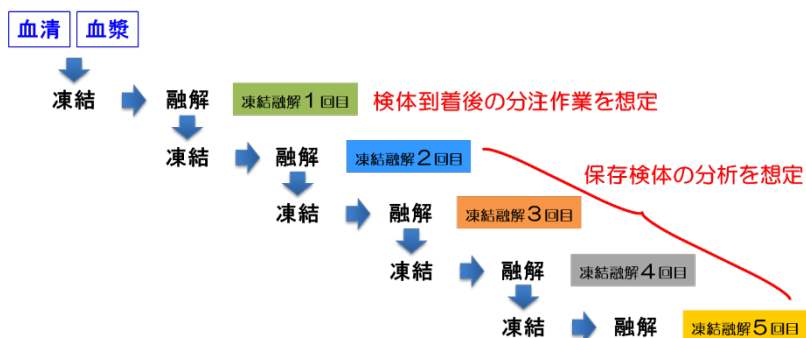 血清 血漿
凍結 融解 凍結融解1回目 検体到着後の分注作業を想定
凍結 融解 凍結融解2回目
保存検体の分析を想定
凍結 融解 凍結融解3回目
凍結 融解 凍結融解4回目
凍結 融解 凍結融解5回目